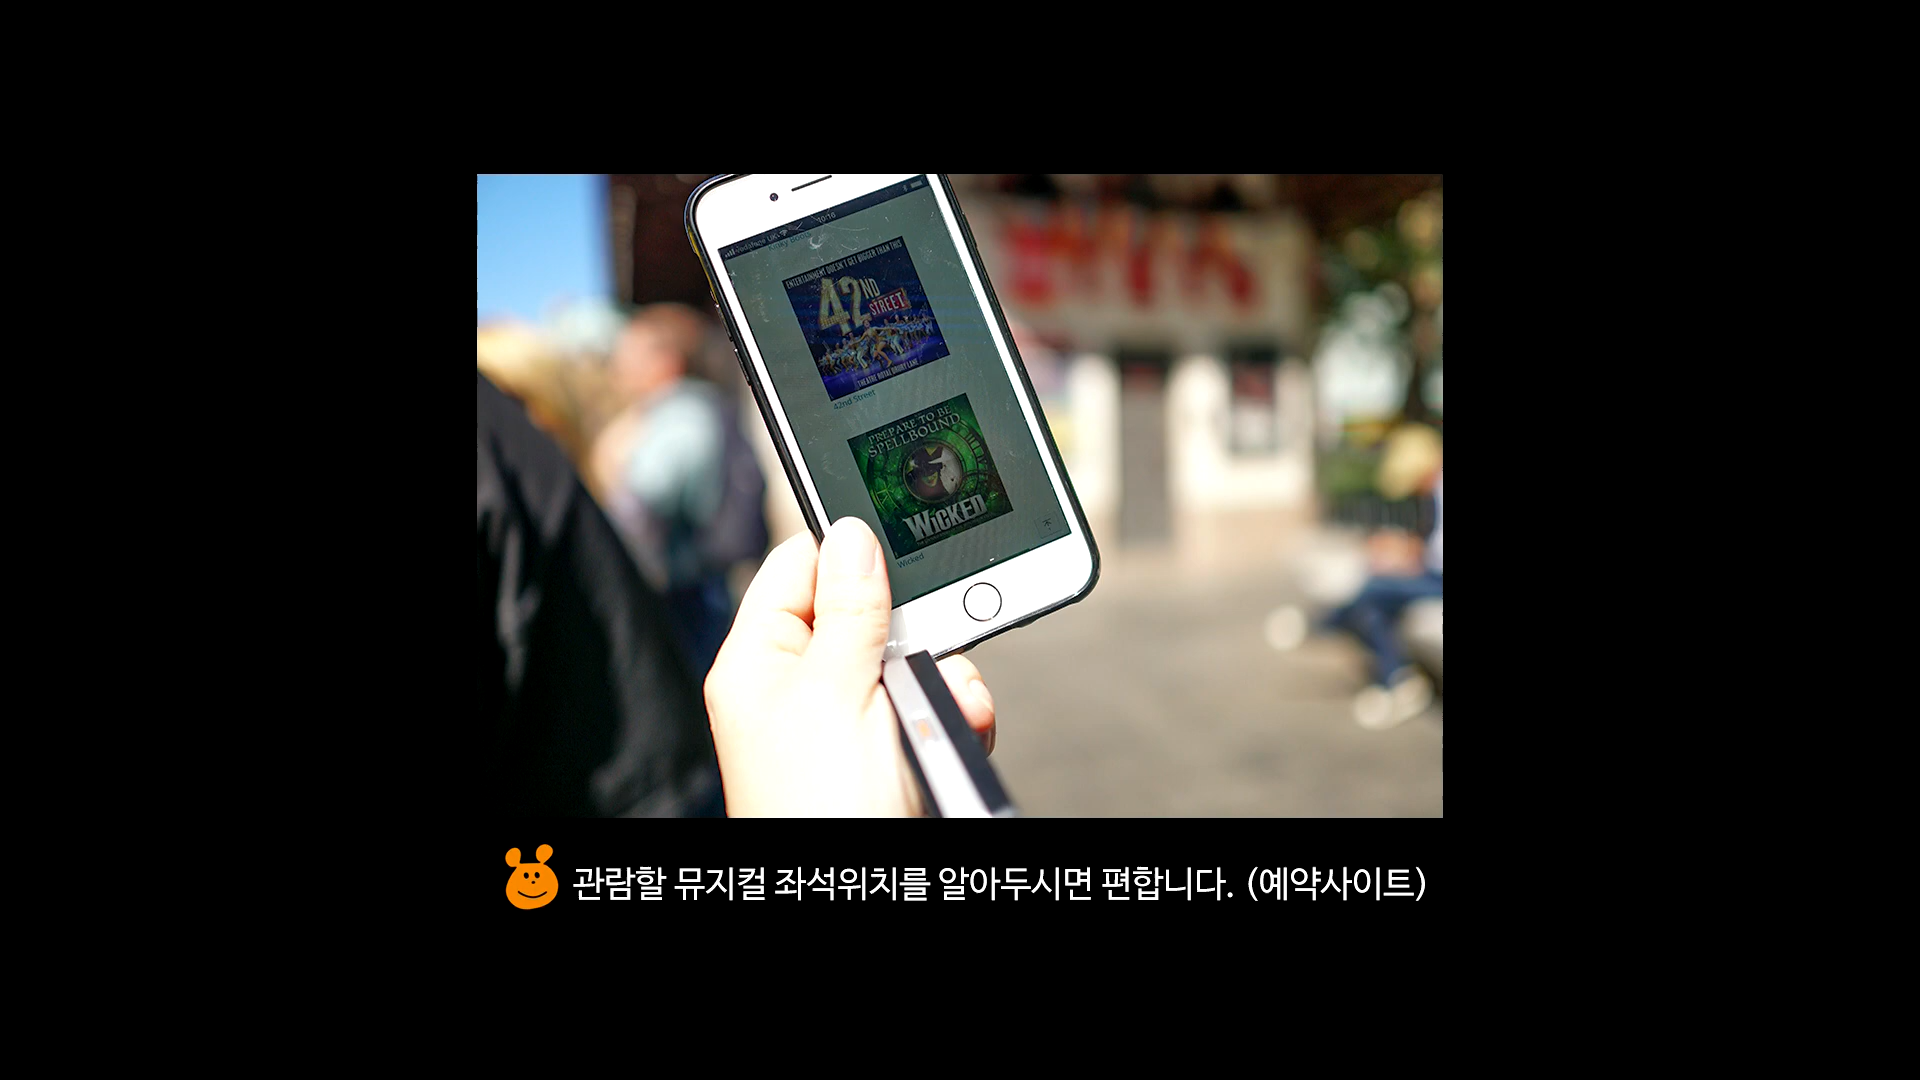 10:16
ENTERTAINMENT DOESN'T GET BIGGER THAN THIS
42ND
STREET
THEATRE ROYAL DRURY LANE
42nd Street
PREPARE TO BE
SPELLBOUND
WICKED
Wicked
관람할 뮤지컬 좌석위치를 알아두시면 편합니다. (예약사이트)